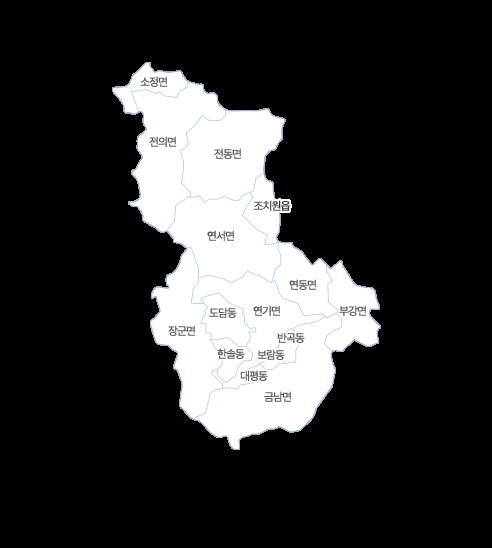 소정면
전의면
전동면
조치원읍
연서면
연동면
도담동
연기면
부강면
장군면
반곡동
한솔동
보람동
대평동
금남면